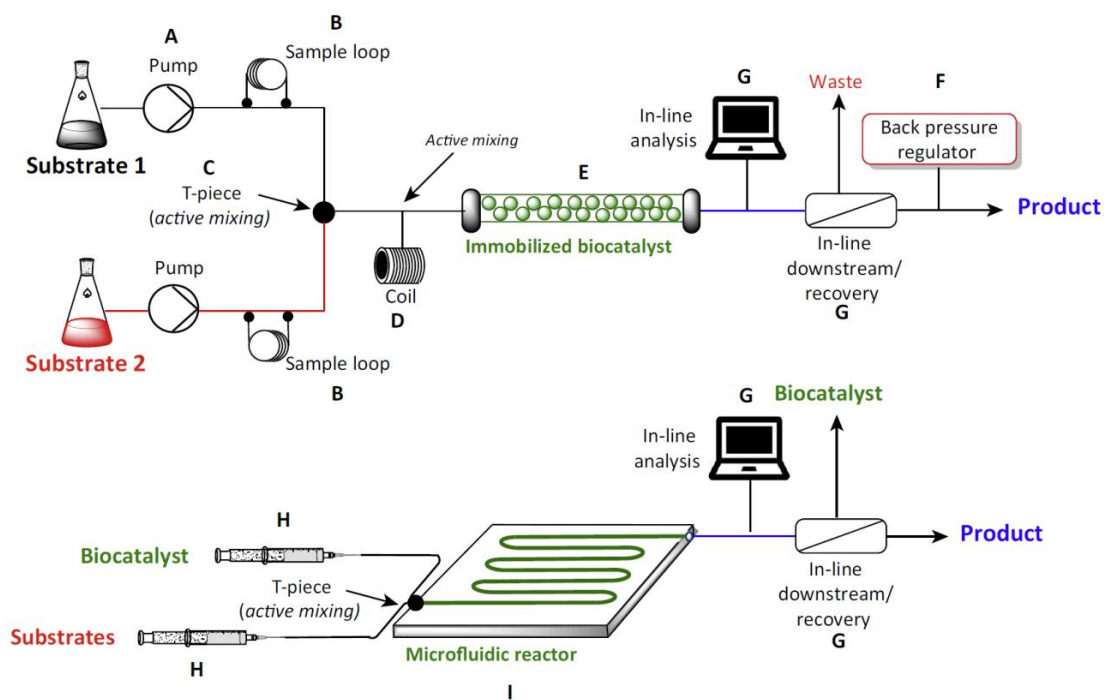 A
Pump
B
Sample loop
Substrate 1
C
T-piece
(active mixing)
Active mixing
Pump
Substrate 2
Sample loop
B
Coil
D
E
Immobilized biocatalyst
G
In-line
analysis
Waste
F
Back pressure
regulator
Product
In-line
downstream/
recovery
G
H
Biocatalyst
T-piece
(active mixing)
Substrates
H
Microfluidic reactor
I
G
In-line
analysis
Biocatalyst
Product
In-line
downstream/
recovery
G